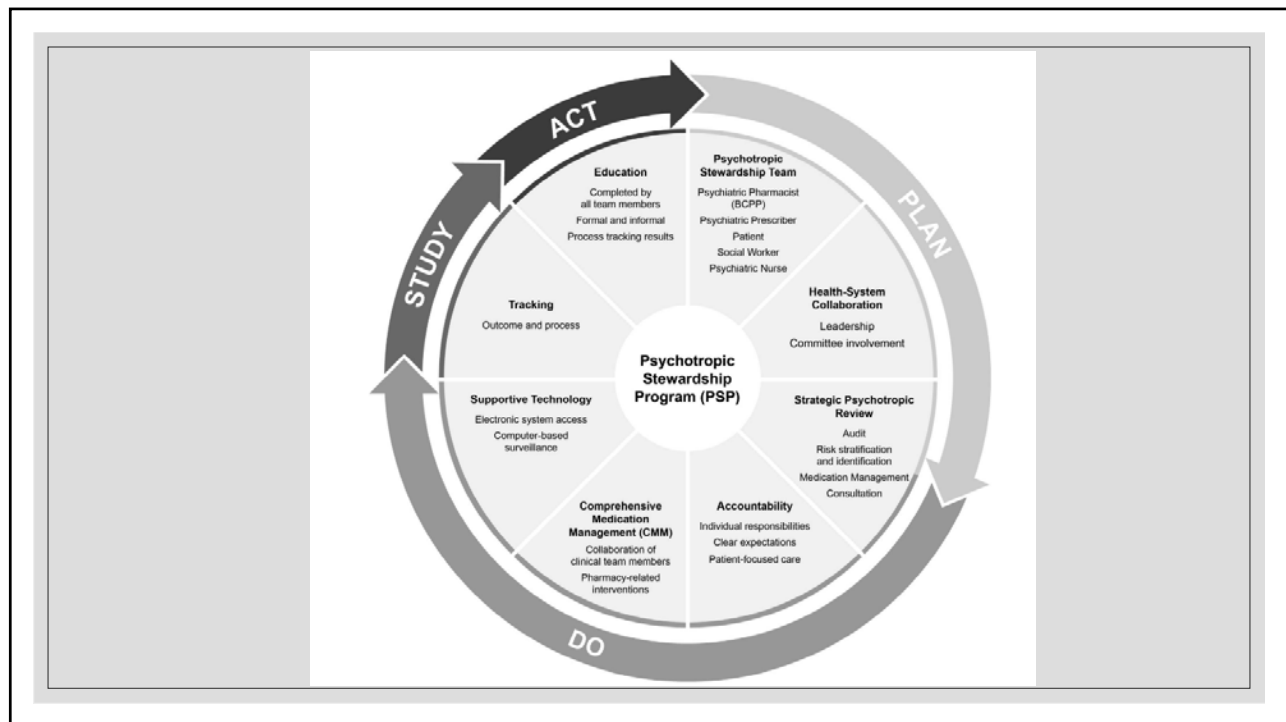 ACT
PLAN
DO
STUDY
Psychotropic
Stewardship
Program (PSP)
Education
Completed by
all team members
Formal and informal
Process tracking results
Psychotropic
Stewardship Team
Psychiatric Pharmacist
(BCPP)
Psychiatric Prescriber
Patient
Social Worker
Psychiatric Nurse
Health-System
Collaboration
Leadership
Committee involvement
Strategic Psychotropic
Review
Audit
Risk stratification
and identification
Medication Management
Consultation
Accountability
Individual responsibilities
Clear expectations
Patient-focused care
Comprehensive
Medication
Management (CMM)
Collaboration of
clinical team members
Pharmacy-related
interventions
Supportive Technology
Electronic system access
Computer-based
surveillance
Tracking
Outcome and process